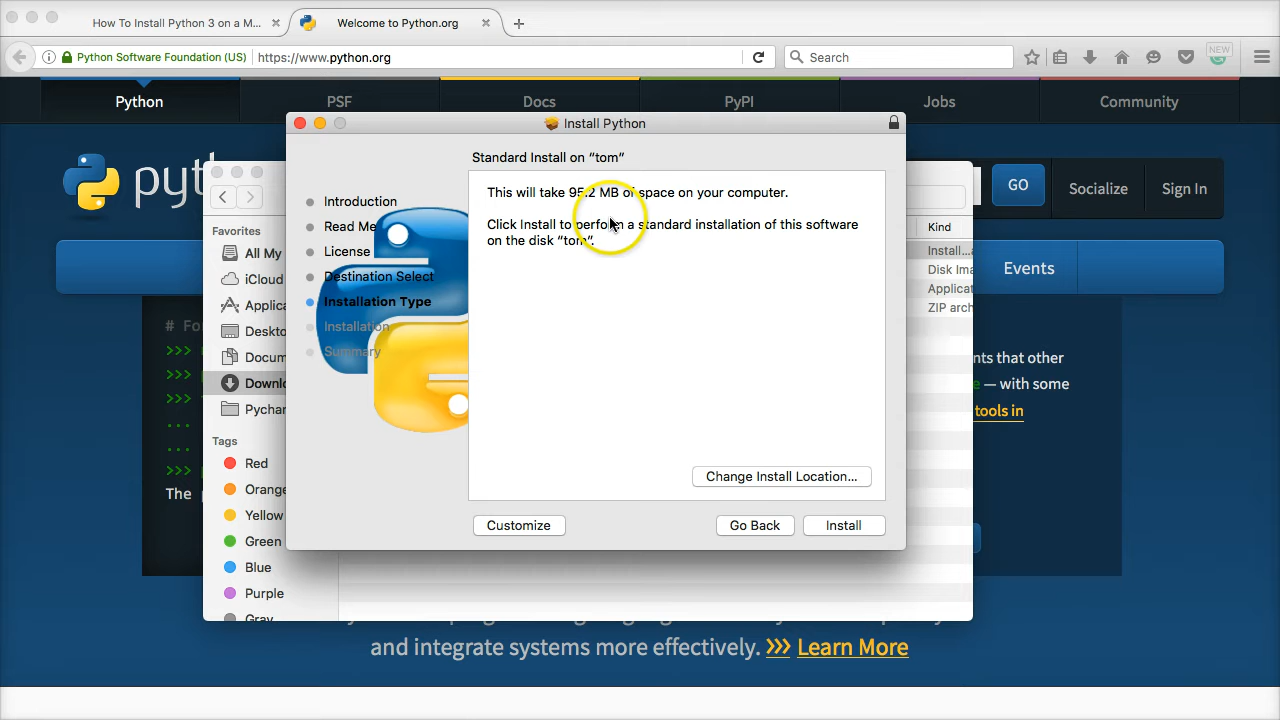 How To Install Python 3 on a M...
Welcome to Python.org
Python Software Foundation (US)
https://www.python.org
Search
NEW
Python
PSF
Docs
PyPI
Jobs
Community
Install Python
GO
Socialize
Sign In
Events
Favorites
All My
iCloud
Applica
Deskto
Docum
Downlo
Pychar
Tags
Red
Orange
Yellow
Green
Blue
Purple
Gray
Introduction
Read Me
License
Destination Select
Installation Type
Installation
Summary
Standard Install on “tom”
This will take 95.2 MB of space on your computer.
Click Install to perform a standard installation of this software
on the disk “tom”.
Change Install Location...
Customize
Go Back
Install
Kind
Install...a
Disk Ima
Applicat
ZIP arch
# Fo
>>>
>>>
>>>
...
...
>>>
The
nts that other
— with some
tools in
and integrate systems more effectively. >>> Learn More